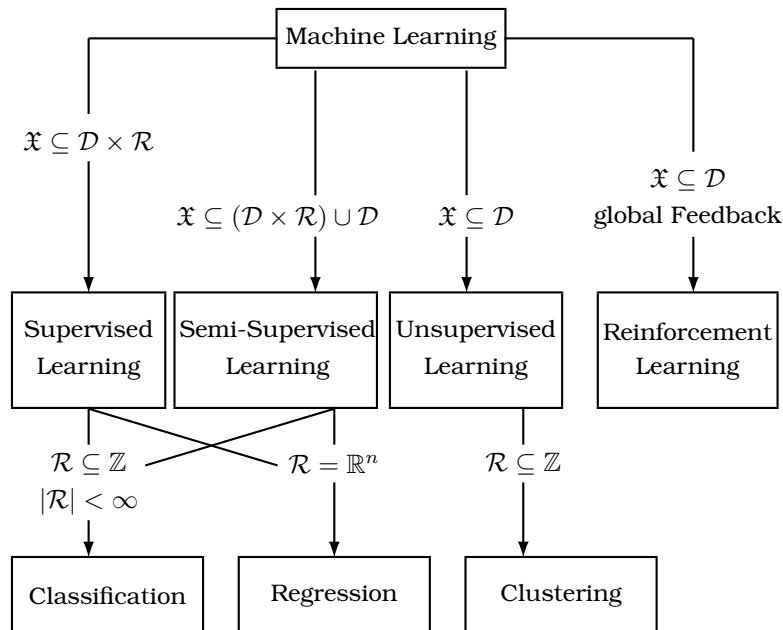 Machine Learning
𝔛 ⊆ 𝒟 × ℛ
𝔛 ⊆ (𝒟 × ℛ) ∪ 𝒟
𝔛 ⊆ 𝒟
𝔛 ⊆ 𝒟
global Feedback
Supervised
Learning
Semi-Supervised
Learning
Unsupervised
Learning
Reinforcement
Learning
ℛ ⊆ ℤ
|ℛ| < ∞
ℛ = ℝⁿ
ℛ ⊆ ℤ
Classification
Regression
Clustering